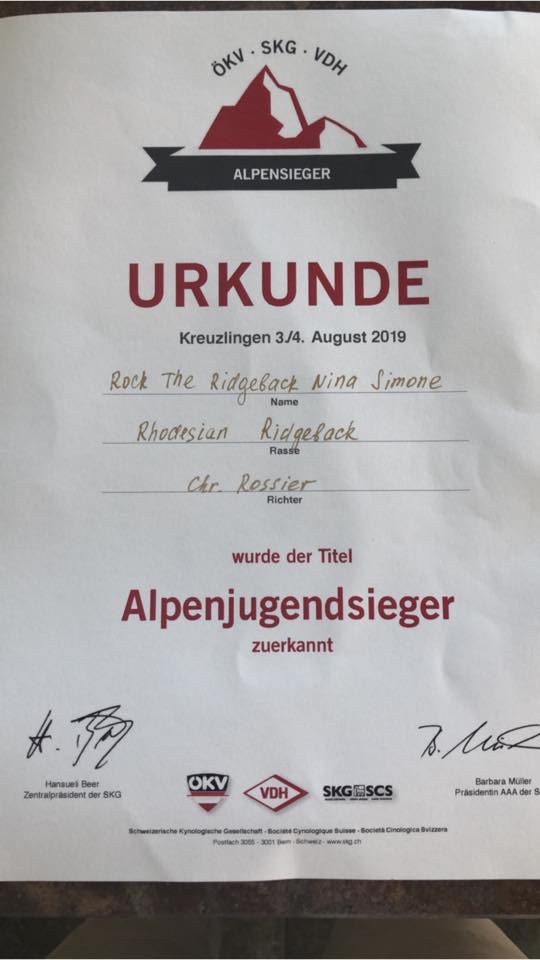 ÖKV · SKG · VDH
ALPENSIEGER
URKUNDE
Kreuzlingen 3./4. August 2019
Rock The Ridgeback Nina Simone
Name
Rhodesian Ridgeback
Rasse
Chr. Rossier
Richter
wurde der Titel
Alpenjugendsieger
zuerkannt
Hansueli Beer
Zentralpräsident der SKG
ÖKV
VDH
SKG SCS
Barbara Müller
Präsidentin AAA der S
Schweizerische Kynologische Gesellschaft - Société Cynologique Suisse - Società Cinologica Svizzera
Postfach 3055 - 3001 Bern - Schweiz - www.skg.ch